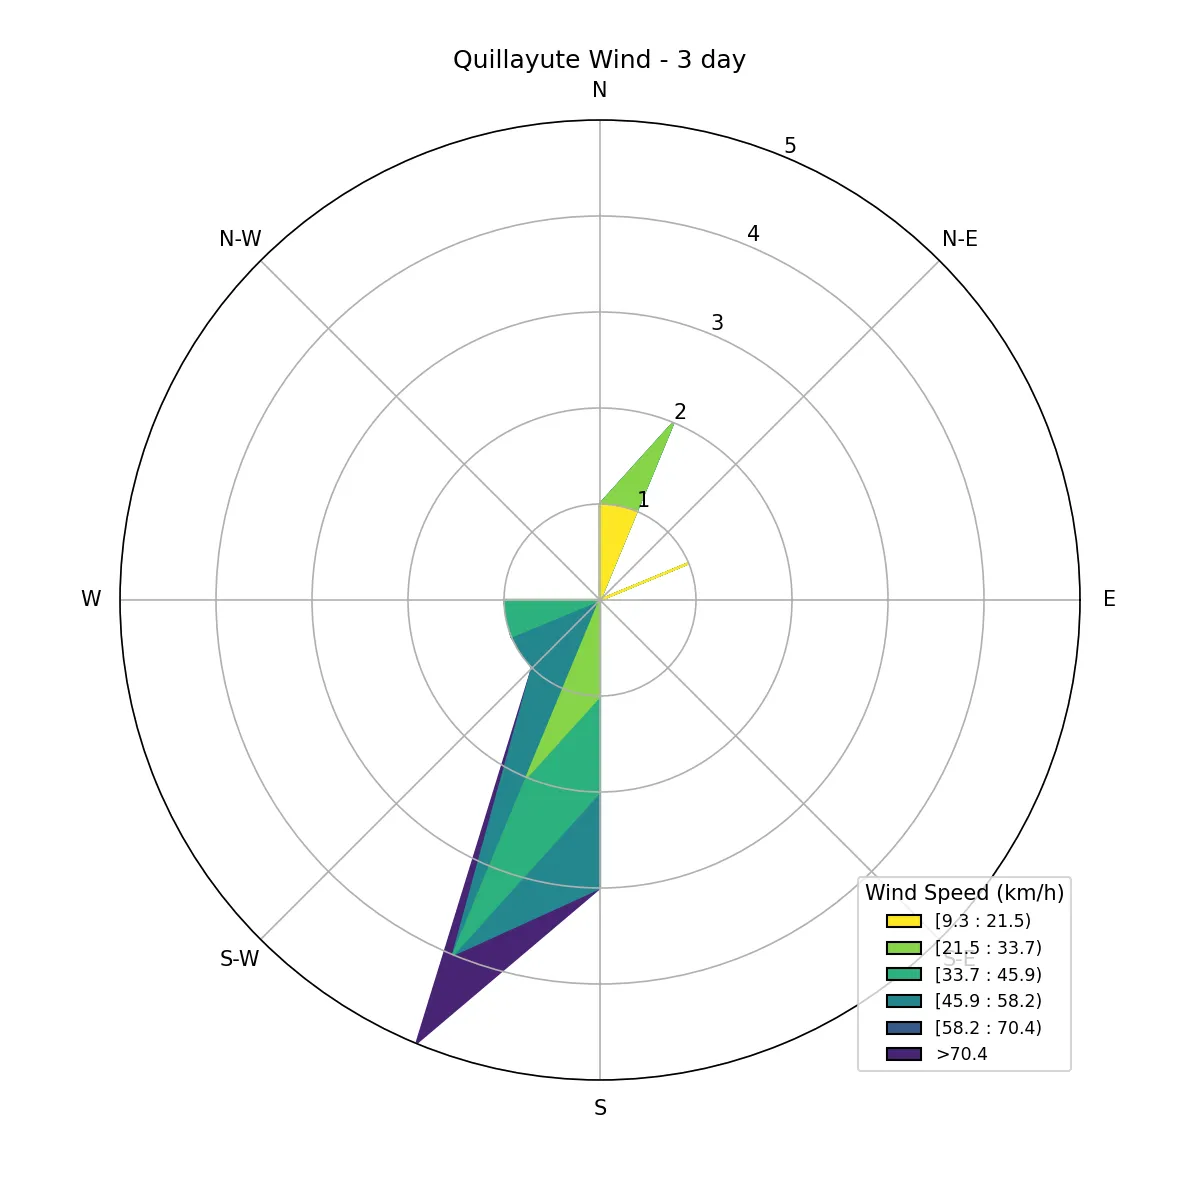 Quillayute Wind - 3 day
N
5
N-W
4
N-E
3
2
1
W
E
S-W
S-E
S
Wind Speed (km/h)
[9.3 : 21.5)
[21.5 : 33.7)
[33.7 : 45.9)
[45.9 : 58.2)
[58.2 : 70.4)
>70.4